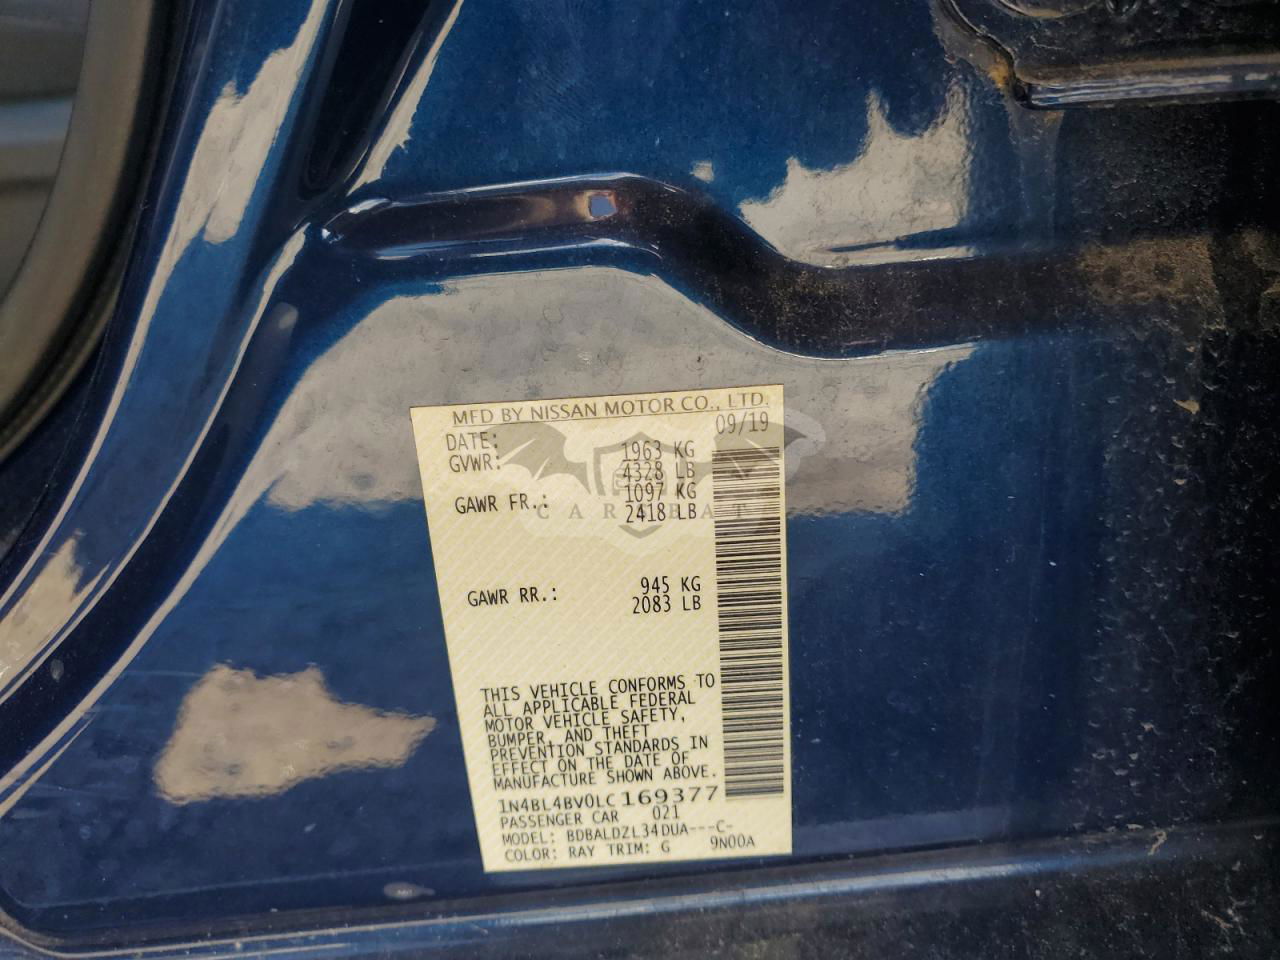 MFD BY NISSAN MOTOR CO., LTD.
DATE: 09/19
GVWR: 1963 KG
4328 LB
GAWR FR.: 1097 KG
2418 LB
GAWR RR.: 945 KG
2083 LB
THIS VEHICLE CONFORMS TO
ALL APPLICABLE FEDERAL
MOTOR VEHICLE SAFETY,
BUMPER, AND THEFT
PREVENTION STANDARDS IN
EFFECT ON THE DATE OF
MANUFACTURE SHOWN ABOVE.
1N4BL4BV0LC169377
PASSENGER CAR 021
MODEL: BDBALDZL34DUA---C-
COLOR: RAY TRIM: G 9N00A
CAR BAT